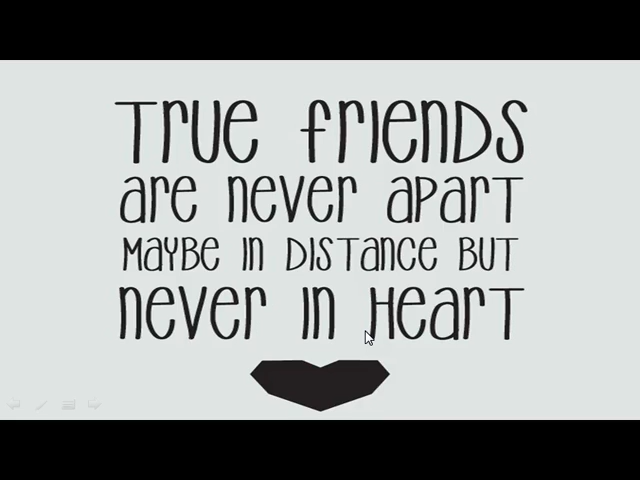 True friends
are never apart
maybe in distance but
never in heart